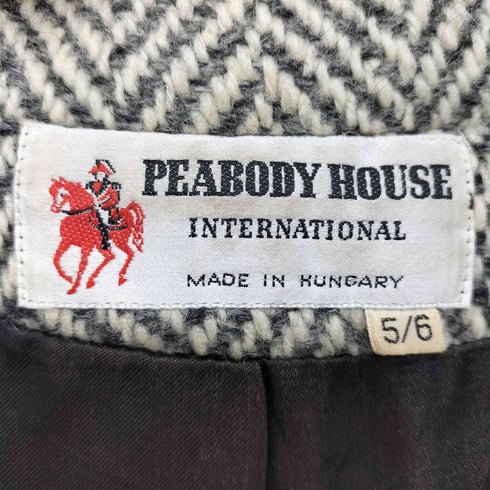 PEABODY HOUSE
INTERNATIONAL
MADE IN HUNGARY
5/6